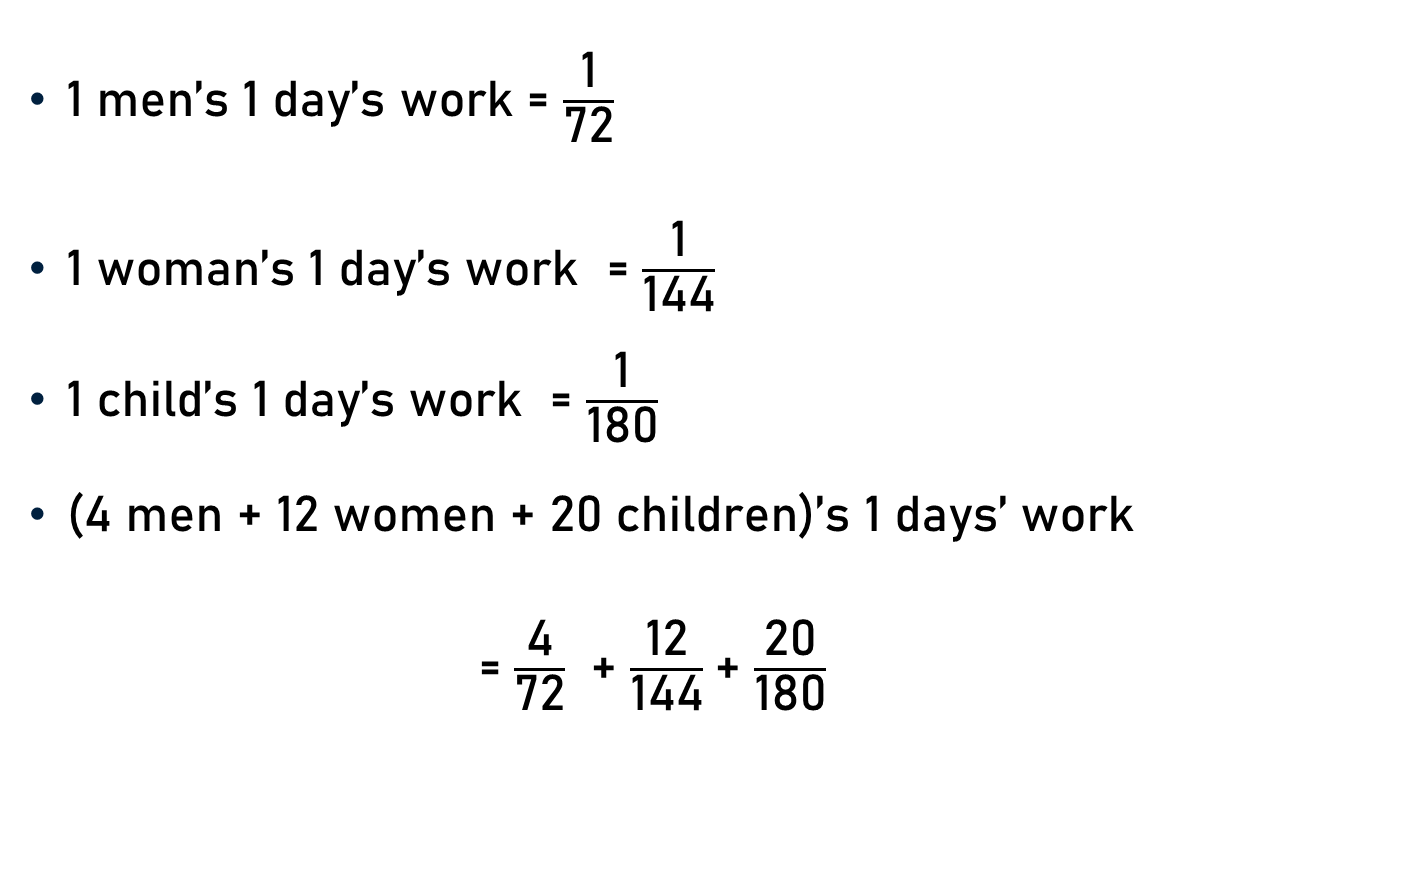 • 1 men’s 1 day’s work = 1/72
• 1 woman’s 1 day’s work = 1/144
• 1 child’s 1 day’s work = 1/180
• (4 men + 12 women + 20 children)’s 1 days’ work
= 4/72 + 12/144 + 20/180